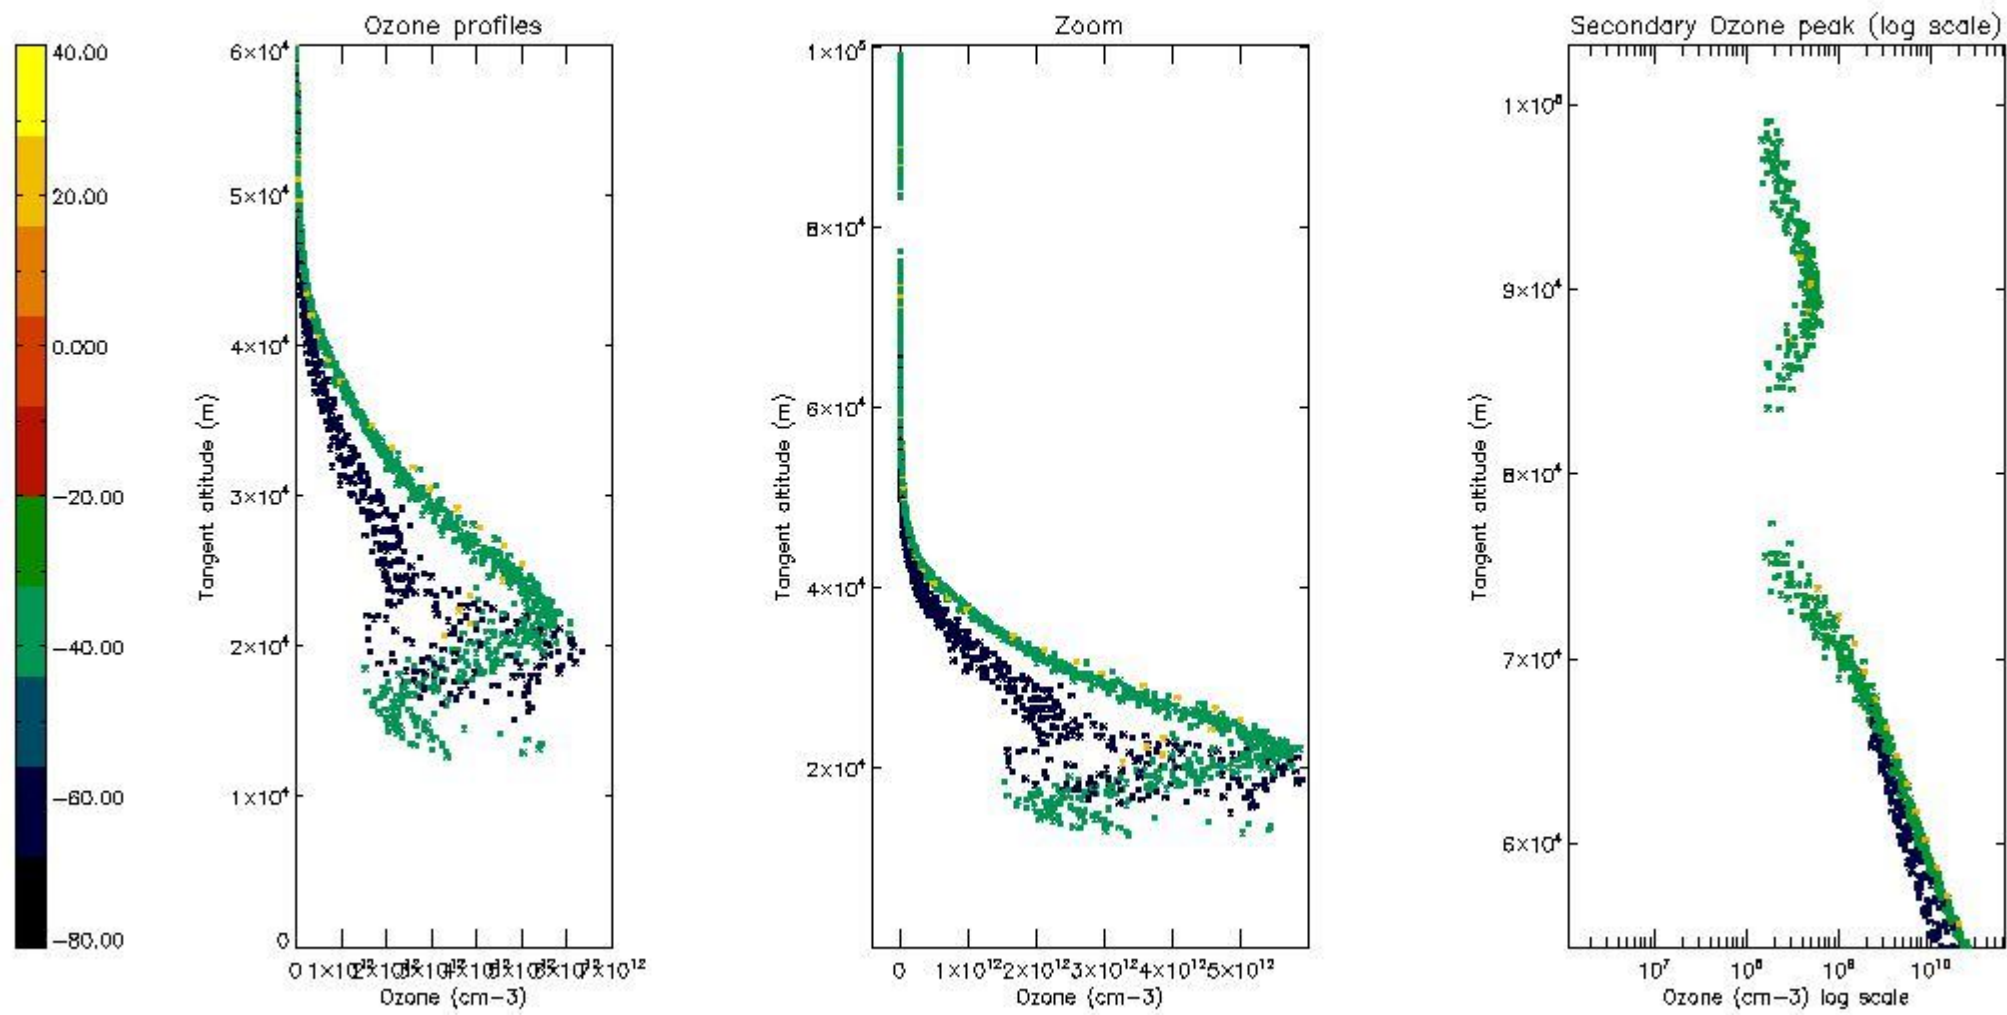 Ozone profiles
40.00
20.00
0.000
−20.00
−40.00
−60.00
−80.00
6×10⁴
5×10⁴
4×10⁴
3×10⁴
2×10⁴
1×10⁴
0
Tangent altitude (m)
0
Ozone (cm−3)
Zoom
1×10⁵
8×10⁴
6×10⁴
4×10⁴
2×10⁴
Tangent altitude (m)
0 1×10¹² 2×10¹² 3×10¹² 4×10¹² 5×10¹²
Ozone (cm−3)
Secondary Ozone peak (log scale)
1×10⁵
9×10⁴
8×10⁴
7×10⁴
6×10⁴
Tangent altitude (m)
10⁷ 10⁸ 10⁹ 10¹⁰
Ozone (cm−3) log scale